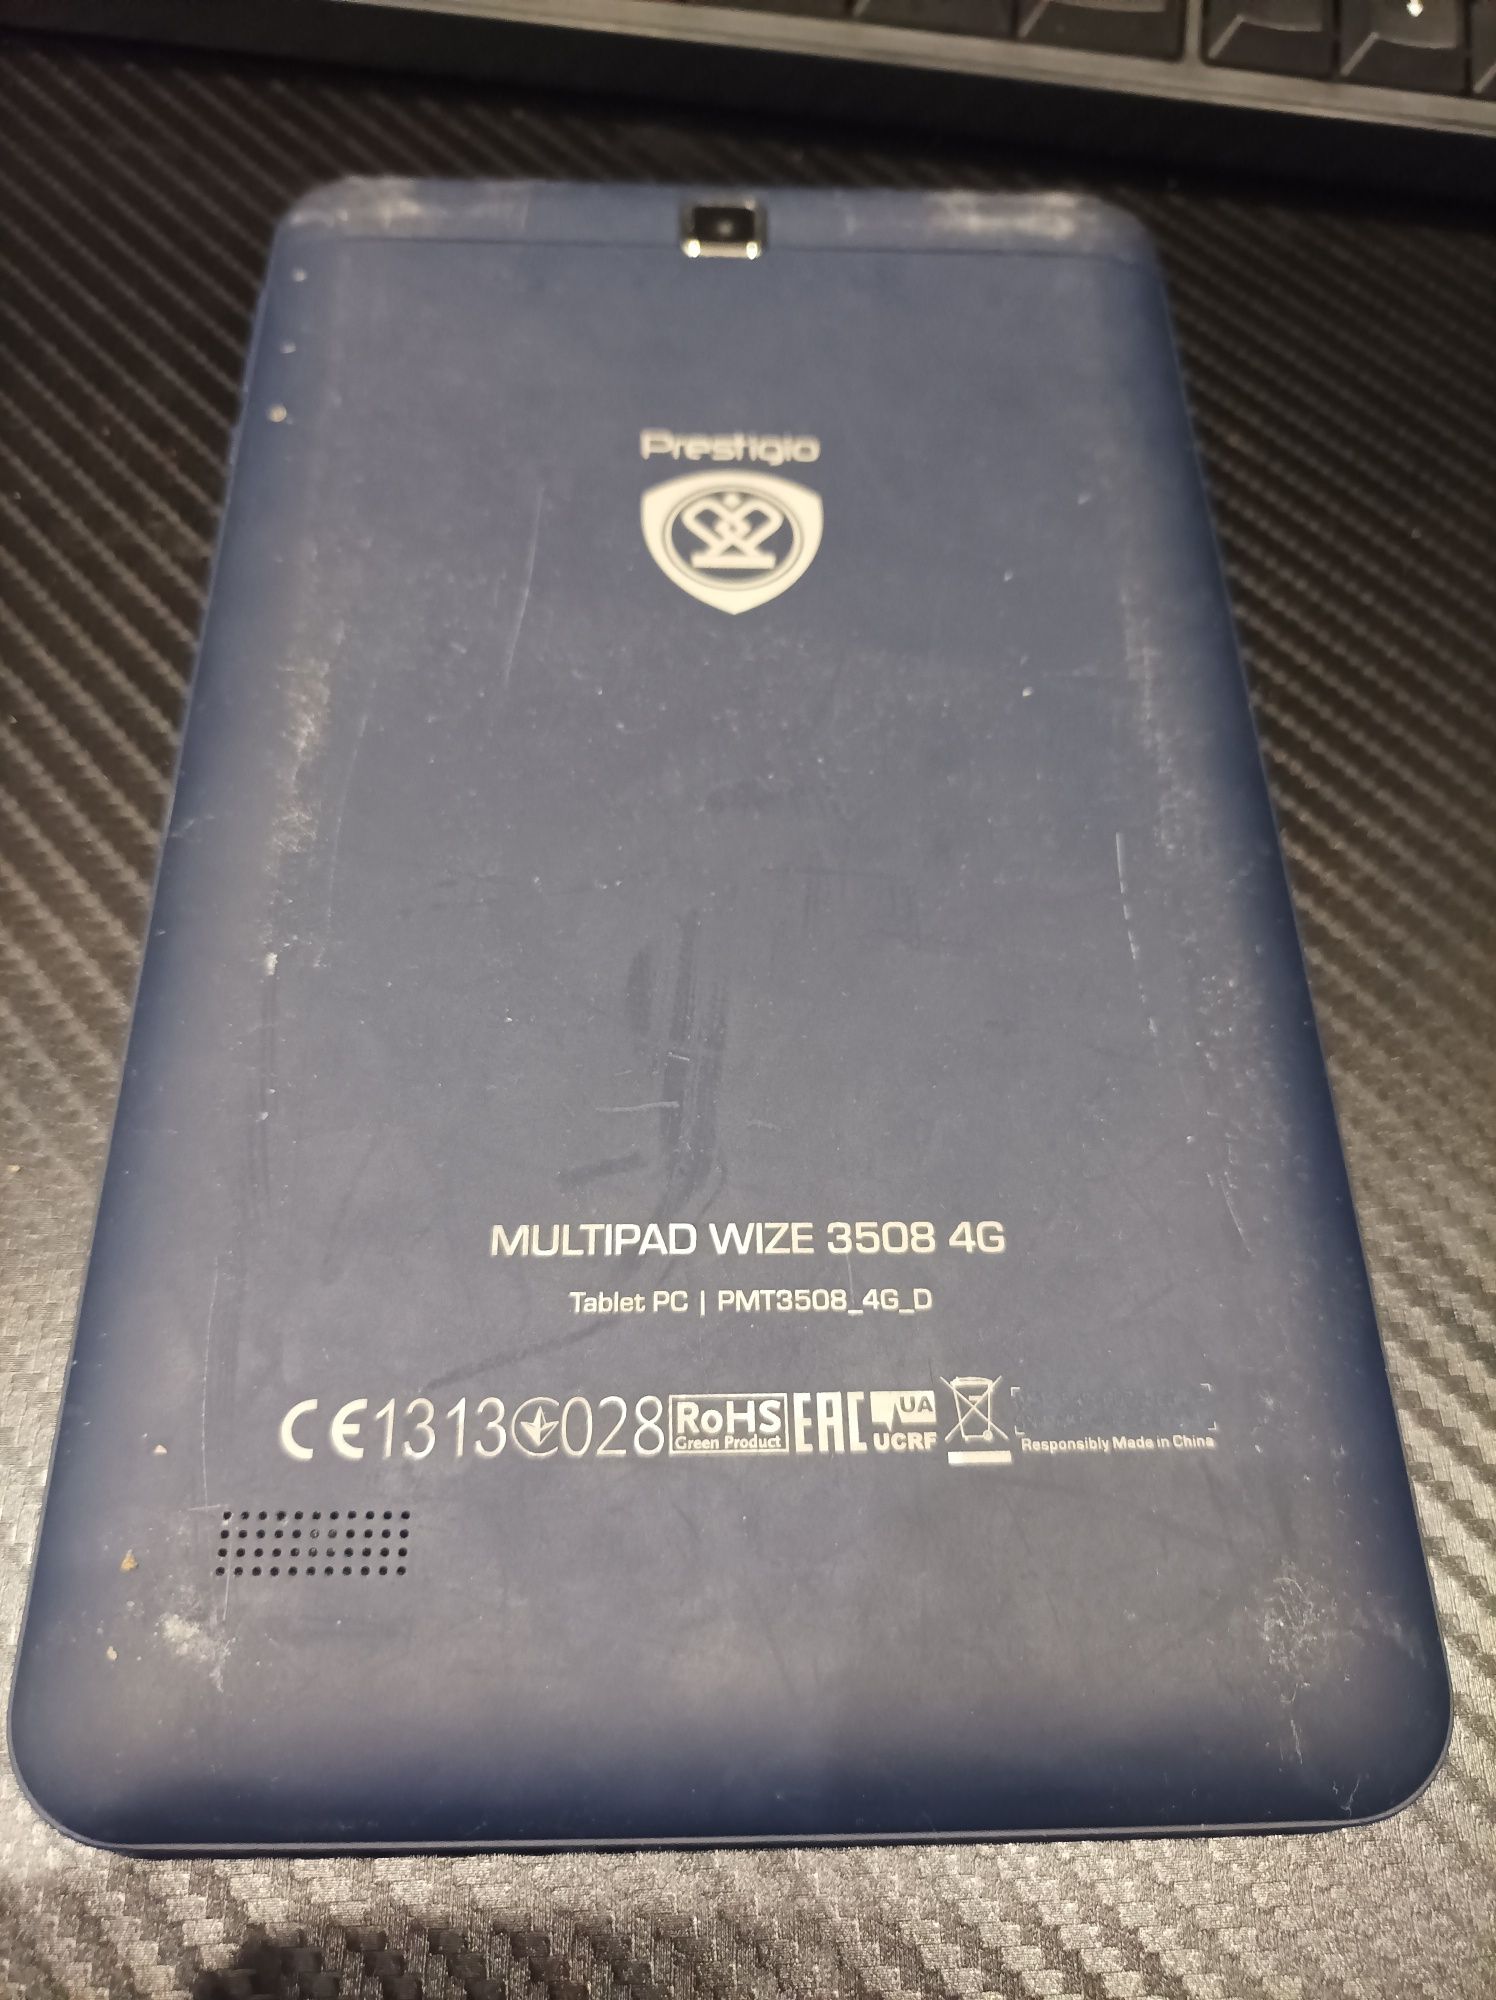 Prestigio
MULTIPAD WIZE 3508 4G
Tablet PC | PMT3508_4G_D
CE1313 028 RoHS EAC UA
Green Product UCRF
Responsibly Made in China